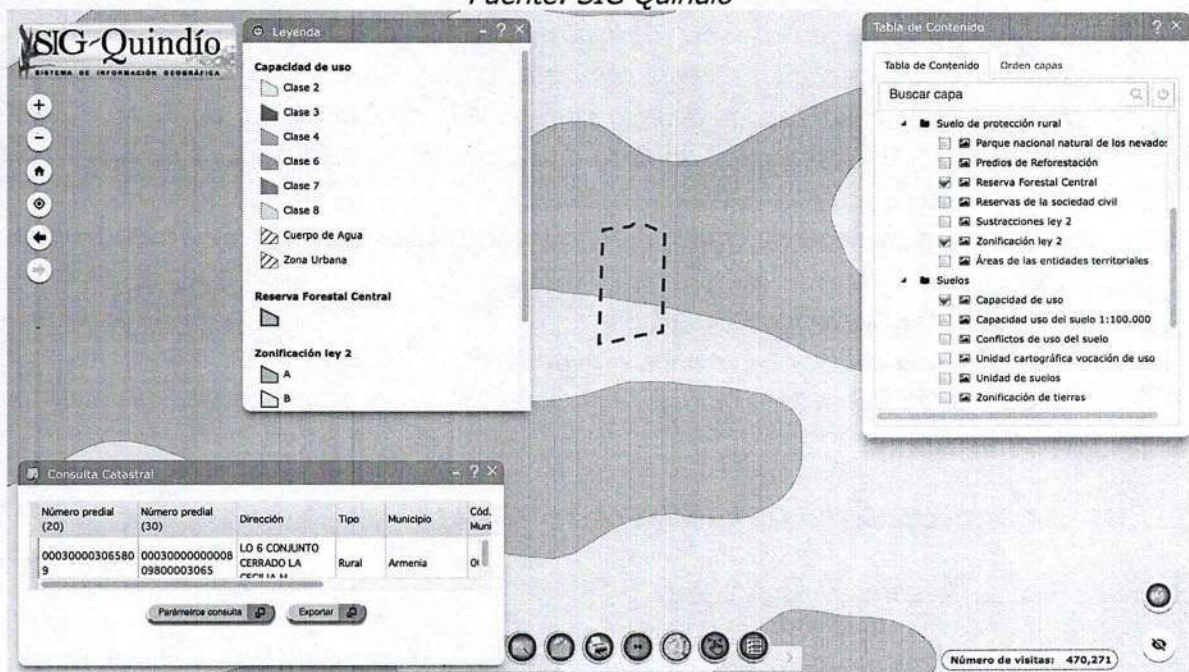 Fuente: SIG Quindío
SIG-Quindío
SISTEMA DE INFORMACIÓN GEOGRÁFICA
Leyenda
Capacidad de uso
Clase 2
Clase 3
Clase 4
Clase 6
Clase 7
Clase 8
Cuerpo de Agua
Zona Urbana
Reserva Forestal Central
Zonificación ley 2
A
B
Tabla de Contenido
Tabla de Contenido Orden capas
Buscar capa
Suelo de protección rural
Parque nacional natural de los nevados
Predios de Reforestación
Reserva Forestal Central
Reservas de la sociedad civil
Sustracciones ley 2
Zonificación ley 2
Áreas de las entidades territoriales
Suelos
Capacidad de uso
Capacidad uso del suelo 1:100.000
Conflictos de uso del suelo
Unidad cartográfica vocación de uso
Unidad de suelos
Zonificación de tierras
Consulta Catastral
Número predial (20)
Número predial (30)
Dirección
Tipo
Municipio
Cód. Muni
00030000306580
9
00030000000008
09800003065
LO 6 CONJUNTO
CERRADO LA
CECILIA M
Rural
Armenia
Parámetros consulta
Exportar
Número de visitas: 470,271